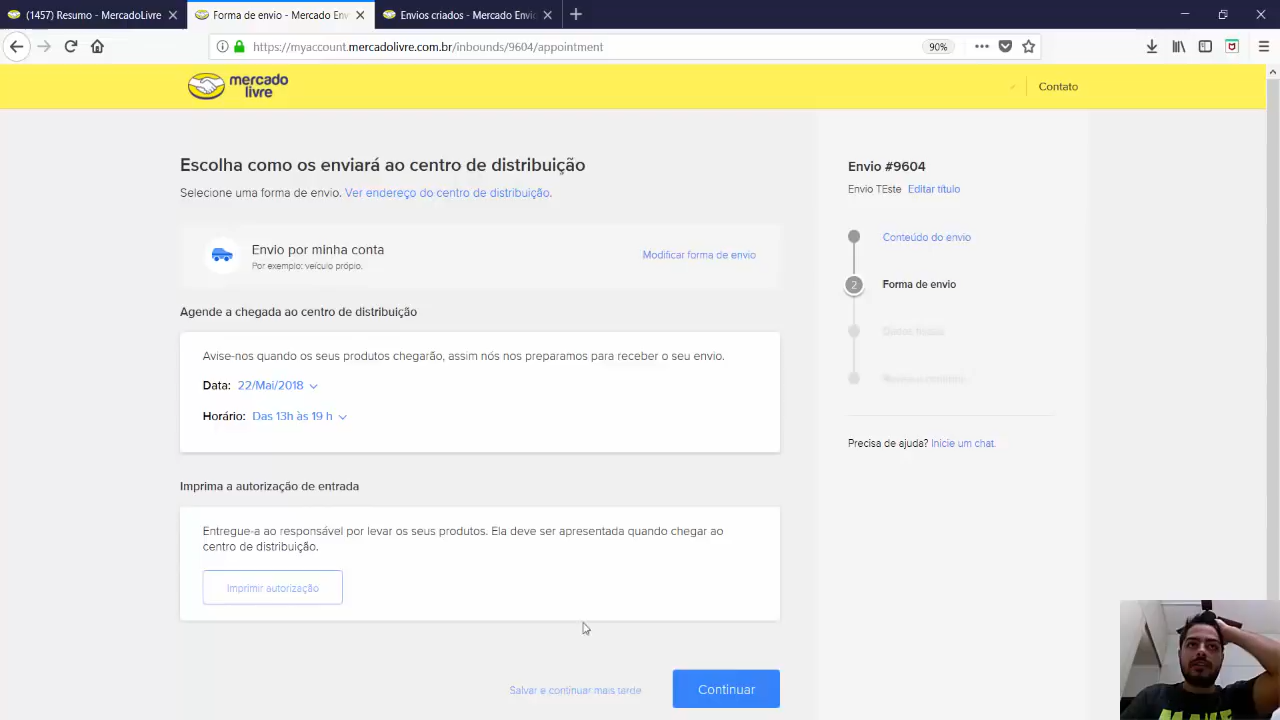 (1457) Resumo - MercadoLivre
Forma de envio - Mercado Env
Envios criados - Mercado Envi
https://myaccount.mercadolivre.com.br/inbounds/9604/appointment
90%
mercado
livre
Contato
Escolha como os enviará ao centro de distribuição
Selecione uma forma de envio. Ver endereço do centro de distribuição.
Envio por minha conta
Por exemplo: veículo própio.
Modificar forma de envio
Agende a chegada ao centro de distribuição
Avise-nos quando os seus produtos chegarão, assim nós nos preparamos para receber o seu envio.
Data: 22/Mai/2018
Horário: Das 13h às 19 h
Imprima a autorização de entrada
Entregue-a ao responsável por levar os seus produtos. Ela deve ser apresentada quando chegar ao
centro de distribuição.
Imprimir autorização
Salvar e continuar mais tarde
Continuar
Envio #9604
Envio TEste Editar título
Conteúdo do envio
2
Forma de envio
Dados fiscais
Precisa de ajuda? Inicie um chat.